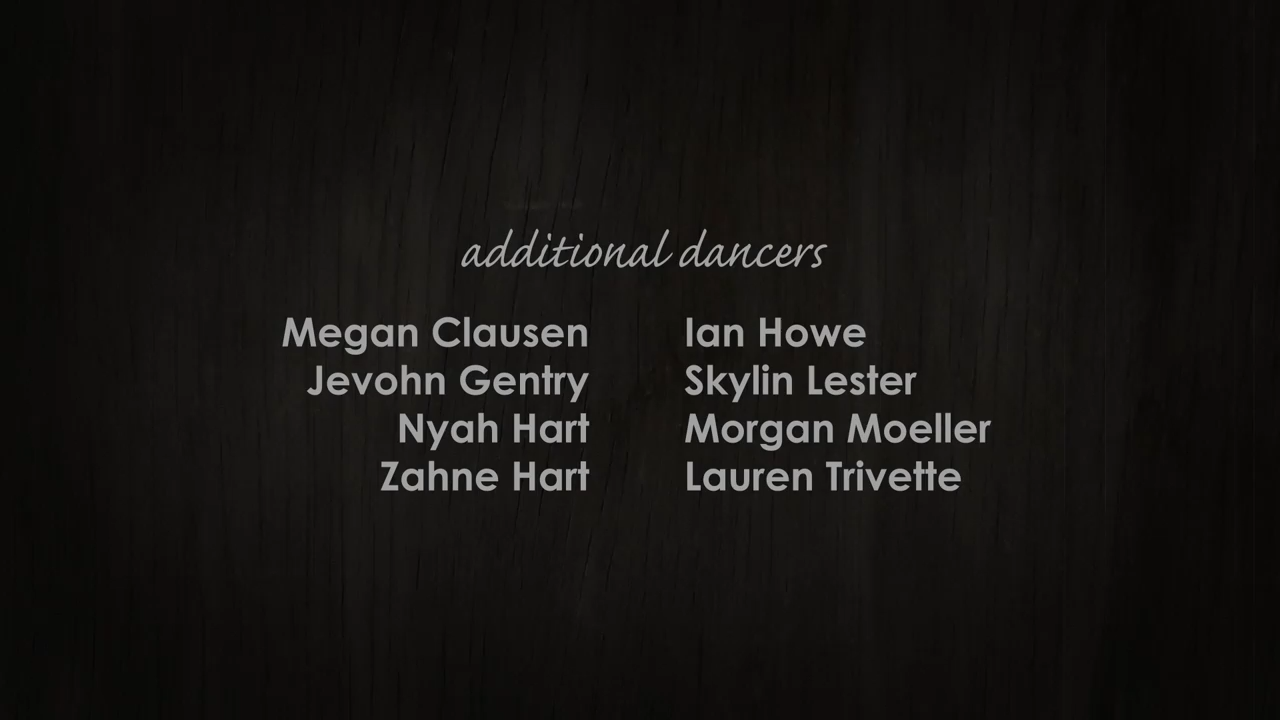 additional dancers
Megan Clausen Ian Howe
Jevohn Gentry Skylin Lester
Nyah Hart Morgan Moeller
Zahne Hart Lauren Trivette